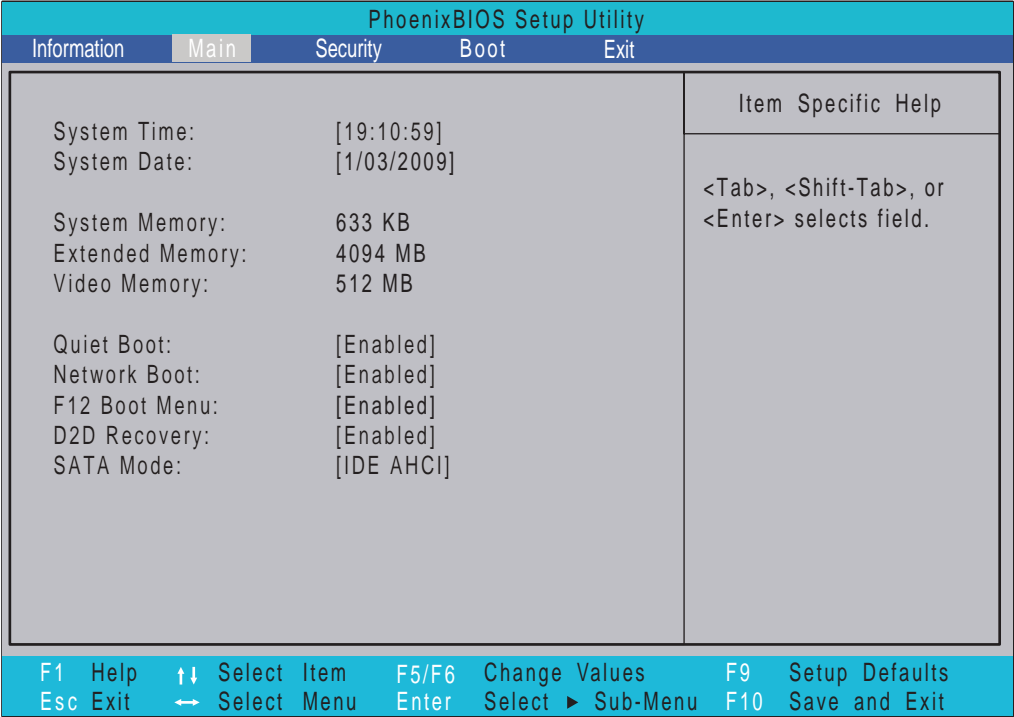 PhoenixBIOS Setup Utility
Information Main Security Boot Exit
Item Specific Help
System Time: [19:10:59]
System Date: [1/03/2009]
<Tab>, <Shift-Tab>, or
<Enter> selects field.
System Memory: 633 KB
Extended Memory: 4094 MB
Video Memory: 512 MB
Quiet Boot: [Enabled]
Network Boot: [Enabled]
F12 Boot Menu: [Enabled]
D2D Recovery: [Enabled]
SATA Mode: [IDE AHCI]
F1 Help ↑↓ Select Item F5/F6 Change Values F9 Setup Defaults
Esc Exit ↔ Select Menu Enter Select ► Sub-Menu F10 Save and Exit